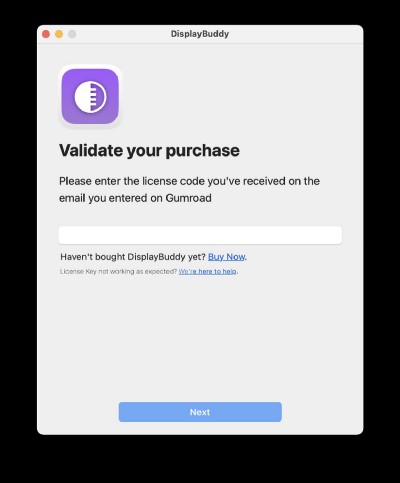 DisplayBuddy
Validate your purchase
Please enter the license code you've received on the
email you entered on Gumroad
Haven't bought DisplayBuddy yet? Buy Now.
License Key not working as expected? We're here to help.
Next